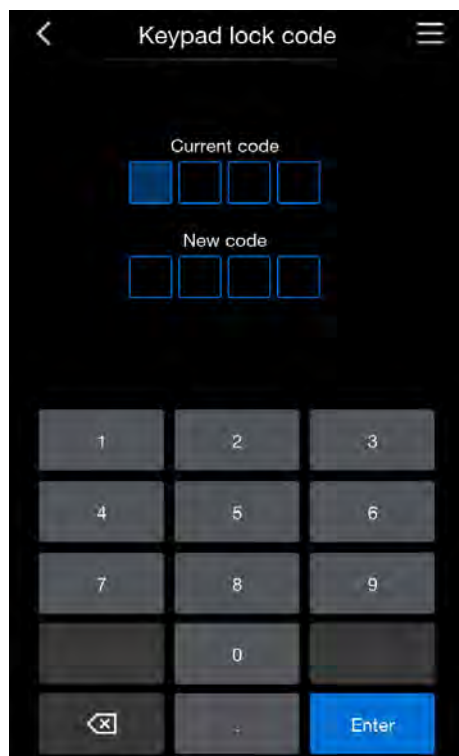 Keypad lock code
Current code
New code
1 2 3
4 5 6
7 8 9
0
.
Enter